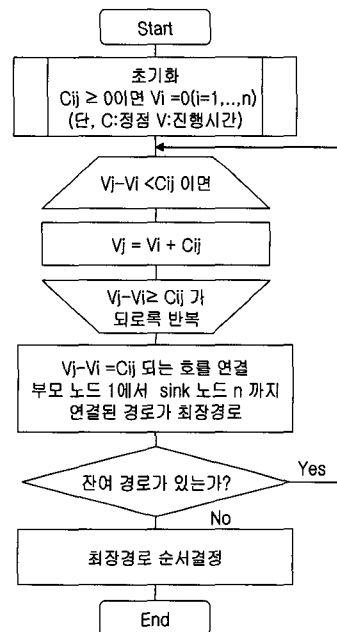 Start
초기화
Cij ≥ 0이면 Vi =0(i=1,..,n)
(단, C:정점 V:진행시간)
Vj-Vi <Cij 이면
Vj = Vi + Cij
Vj-Vi≥ Cij 가
되로록 반복
Vj-Vi =Cij 되는 호를 연결
부모 노드 1에서 sink 노드 n 까지
연결된 경로가 최장경로
잔여 경로가 있는가?
Yes
No
최장경로 순서결정
End